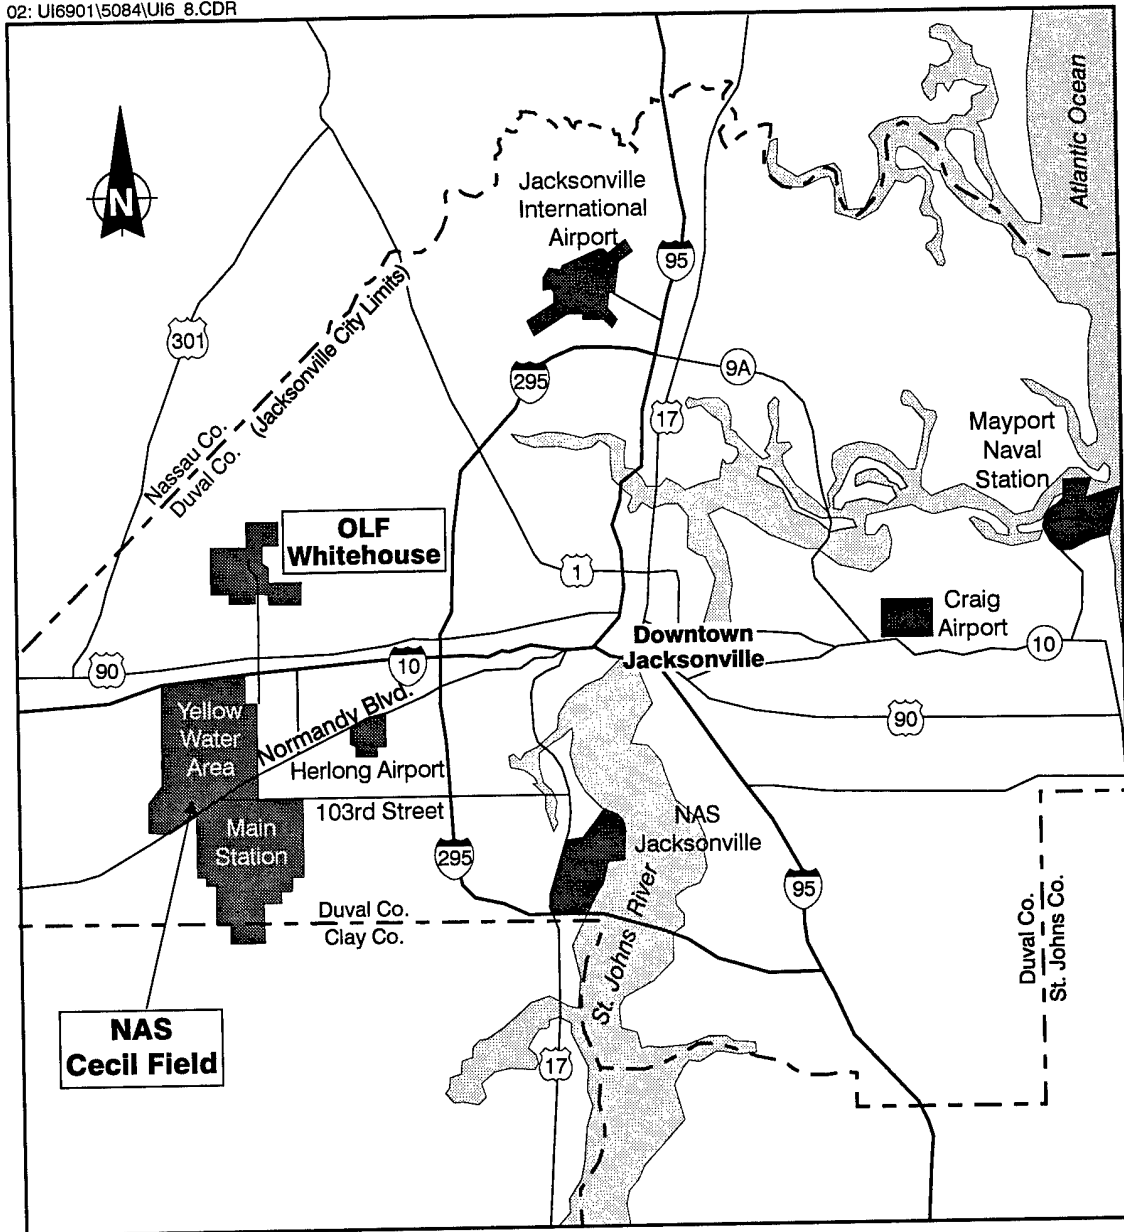 02: UI6901\5084\UI6 8.CDR
Atlantic Ocean
N
Jacksonville
International
Airport
95
301
(Jacksonville City Limits)
295
9A
17
Mayport
Naval
Station
Nassau Co.
Duval Co.
OLF
Whitehouse
1
Craig
Airport
Downtown
Jacksonville
10
90
10
Yellow
Water
Area
Normandy Blvd.
90
Herlong Airport
103rd Street
NAS
Jacksonville
Main
Station
295
95
St. Johns River
Duval Co.
Clay Co.
Duval Co.
St. Johns Co.
NAS
Cecil Field
17